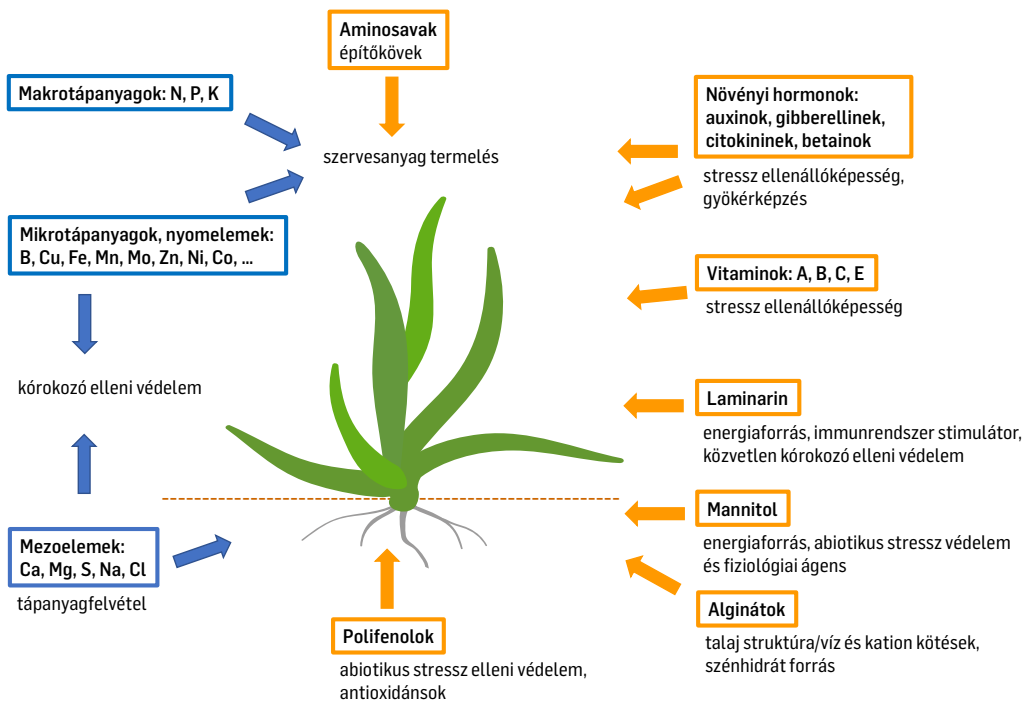 Aminosavak
építőkövek
Makrotápanyagok: N, P, K
szervesanyag termelés
Növényi hormonok:
auxinok, gibberellinek,
citokininek, betainok
stressz ellenállóképesség,
gyökérképzés
Mikrotápanyagok, nyomelemek:
B, Cu, Fe, Mn, Mo, Zn, Ni, Co, ...
Vitaminok: A, B, C, E
stressz ellenállóképesség
kórokozó elleni védelem
Laminarin
energiaforrás, immunrendszer stimulátor,
közvetlen kórokozó elleni védelem
Mannitol
energiaforrás, abiotikus stressz védelem
és fiziológiai ágens
Mezoelemek:
Ca, Mg, S, Na, Cl
tápanyagfelvétel
Alginátok
talaj struktúra/víz és kation kötések,
szénhidrát forrás
Polifenolok
abiotikus stressz elleni védelem,
antioxidánsok